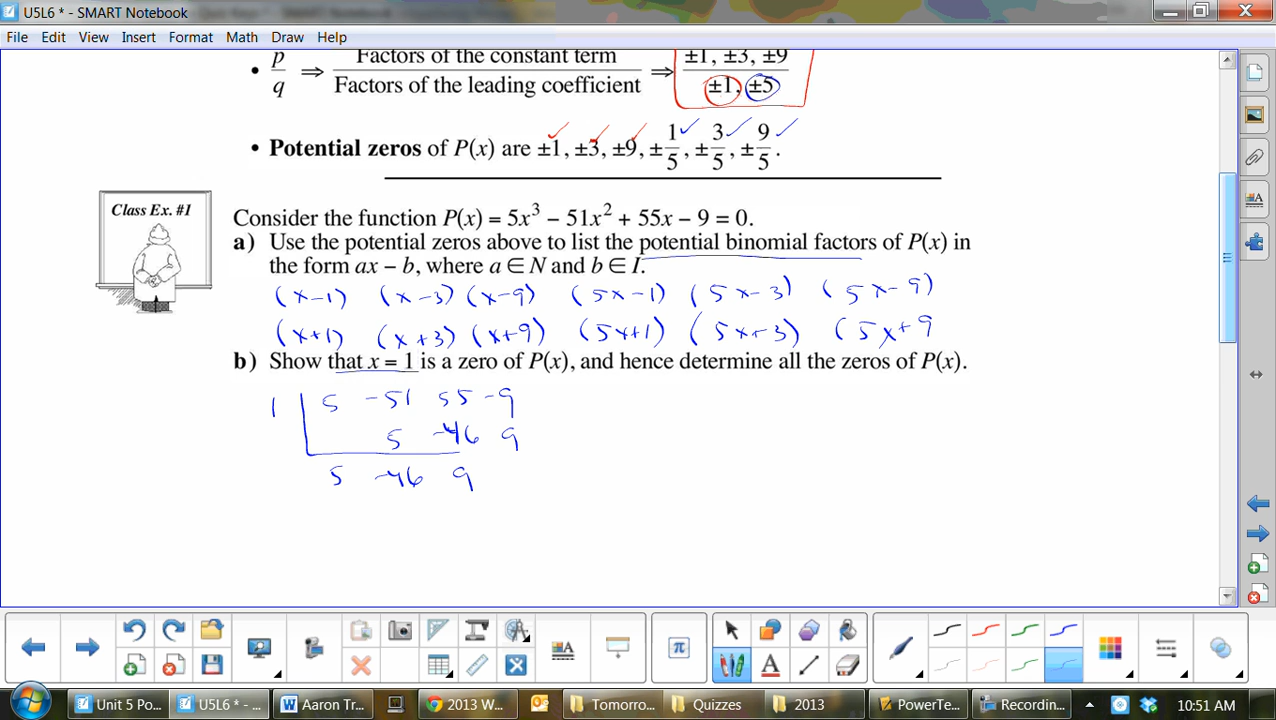 U5L6 * - SMART Notebook
File Edit View Insert Format Math Draw Help
• p/q ⇒ Factors of the constant term / Factors of the leading coefficient ⇒ ±1, ±3, ±9 / ±1, ±5
• Potential zeros of P(x) are ±1, ±3, ±9, ±1/5, ±3/5, ±9/5.
Class Ex. #1
Consider the function P(x) = 5x³ − 51x² + 55x − 9 = 0.
a) Use the potential zeros above to list the potential binomial factors of P(x) in
the form ax − b, where a ∈ N and b ∈ I.
(x-1) (x-3) (x-9) (5x-1) (5x-3) (5x-9)
(x+1) (x+3) (x+9) (5x+1) (5x+3) (5x+9
b) Show that x = 1 is a zero of P(x), and hence determine all the zeros of P(x).
1 | 5 -51 55 -9
5 -46 9
5 -46 9
Unit 5 Po... U5L6 * - ... Aaron Tr... 2013 W... Tomorro... Quizzes 2013 PowerTe... Recordin... 10:51 AM